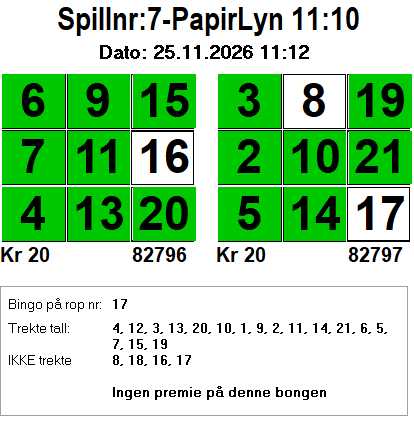 Spillnr:7-PapirLyn 11:10
Dato: 25.11.2026 11:12
6 9 15 3 8 19
7 11 16 2 10 21
4 13 20 5 14 17
Kr 20 82796 Kr 20 82797
Bingo på rop nr: 17
Trekte tall: 4, 12, 3, 13, 20, 10, 1, 9, 2, 11, 14, 21, 6, 5,
7, 15, 19
IKKE trekte 8, 18, 16, 17
Ingen premie på denne bongen